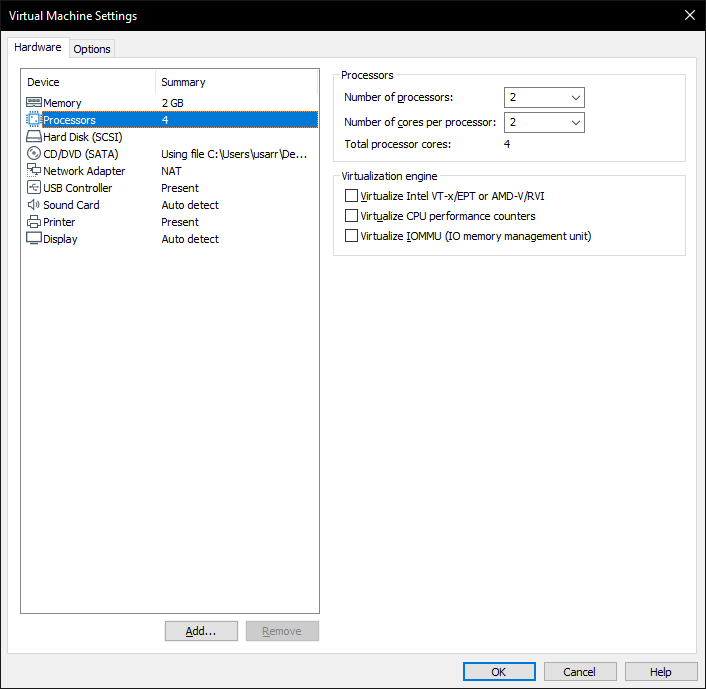 Virtual Machine Settings
Hardware Options
Device Summary
Memory 2 GB
Processors 4
Hard Disk (SCSI)
CD/DVD (SATA) Using file C:\Users\usarr\De...
Network Adapter NAT
USB Controller Present
Sound Card Auto detect
Printer Present
Display Auto detect
Add... Remove
Processors
Number of processors: 2
Number of cores per processor: 2
Total processor cores: 4
Virtualization engine
Virtualize Intel VT-x/EPT or AMD-V/RVI
Virtualize CPU performance counters
Virtualize IOMMU (IO memory management unit)
OK Cancel Help